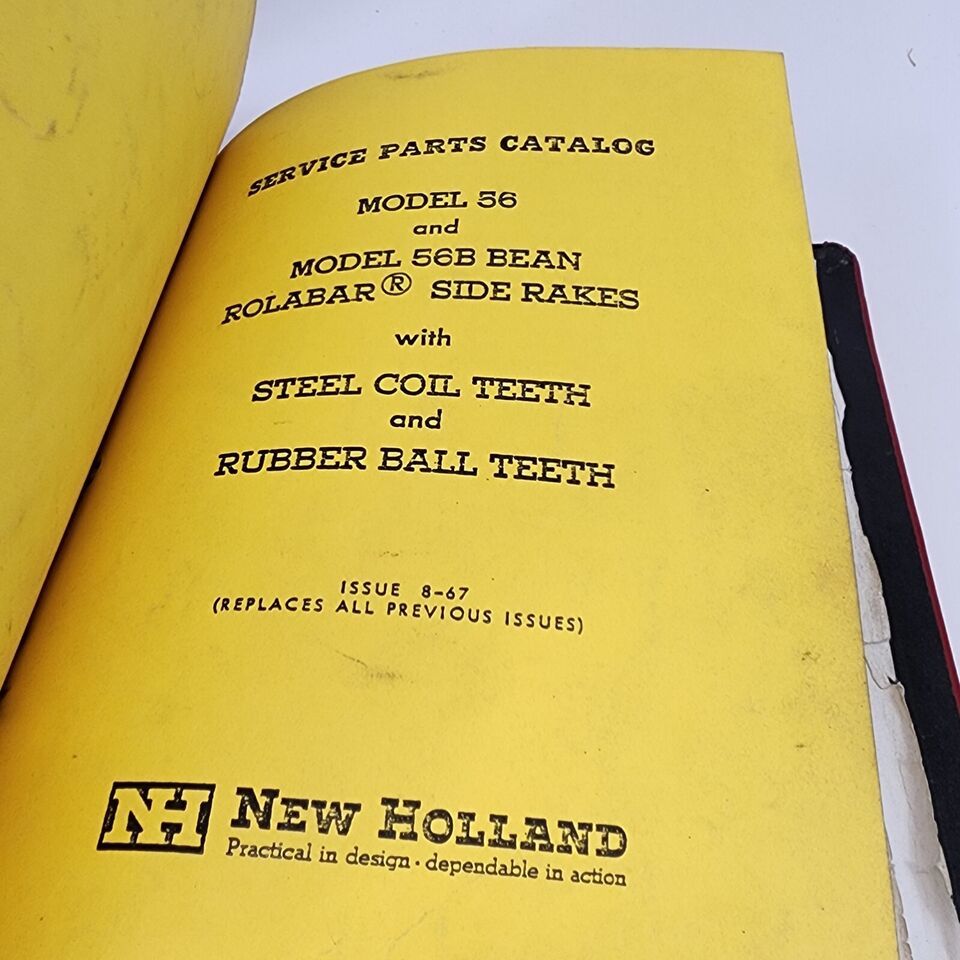 SERVICE PARTS CATALOG
MODEL 56
and
MODEL 56B BEAN
ROLABAR® SIDE RAKES
with
STEEL COIL TEETH
and
RUBBER BALL TEETH
ISSUE 8-67
(REPLACES ALL PREVIOUS ISSUES)
NH NEW HOLLAND
Practical in design · dependable in action